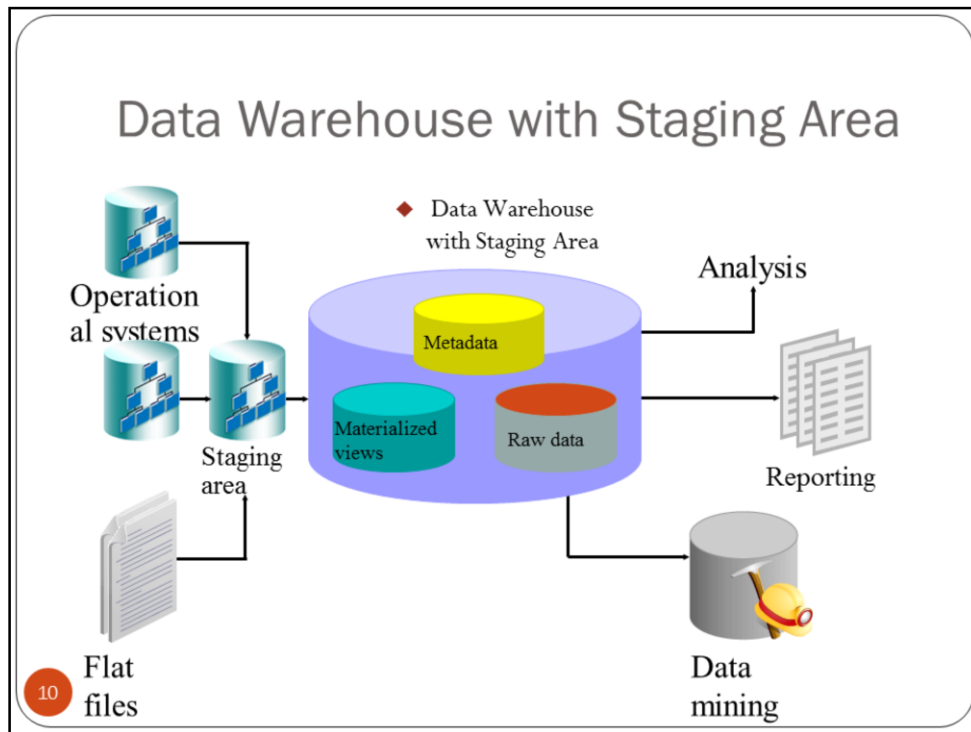 Data Warehouse with Staging Area
◆ Data Warehouse
with Staging Area
Operation
al systems
Metadata
Analysis
Materialized
views
Raw data
Staging
area
Reporting
Flat
files
Data
mining
10